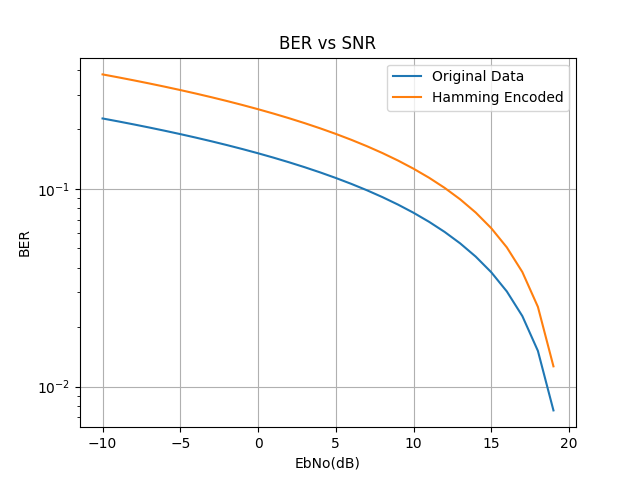 BER vs SNR
Original Data
Hamming Encoded
10⁻¹
10⁻²
BER
−10 −5 0 5 10 15 20
EbNo(dB)